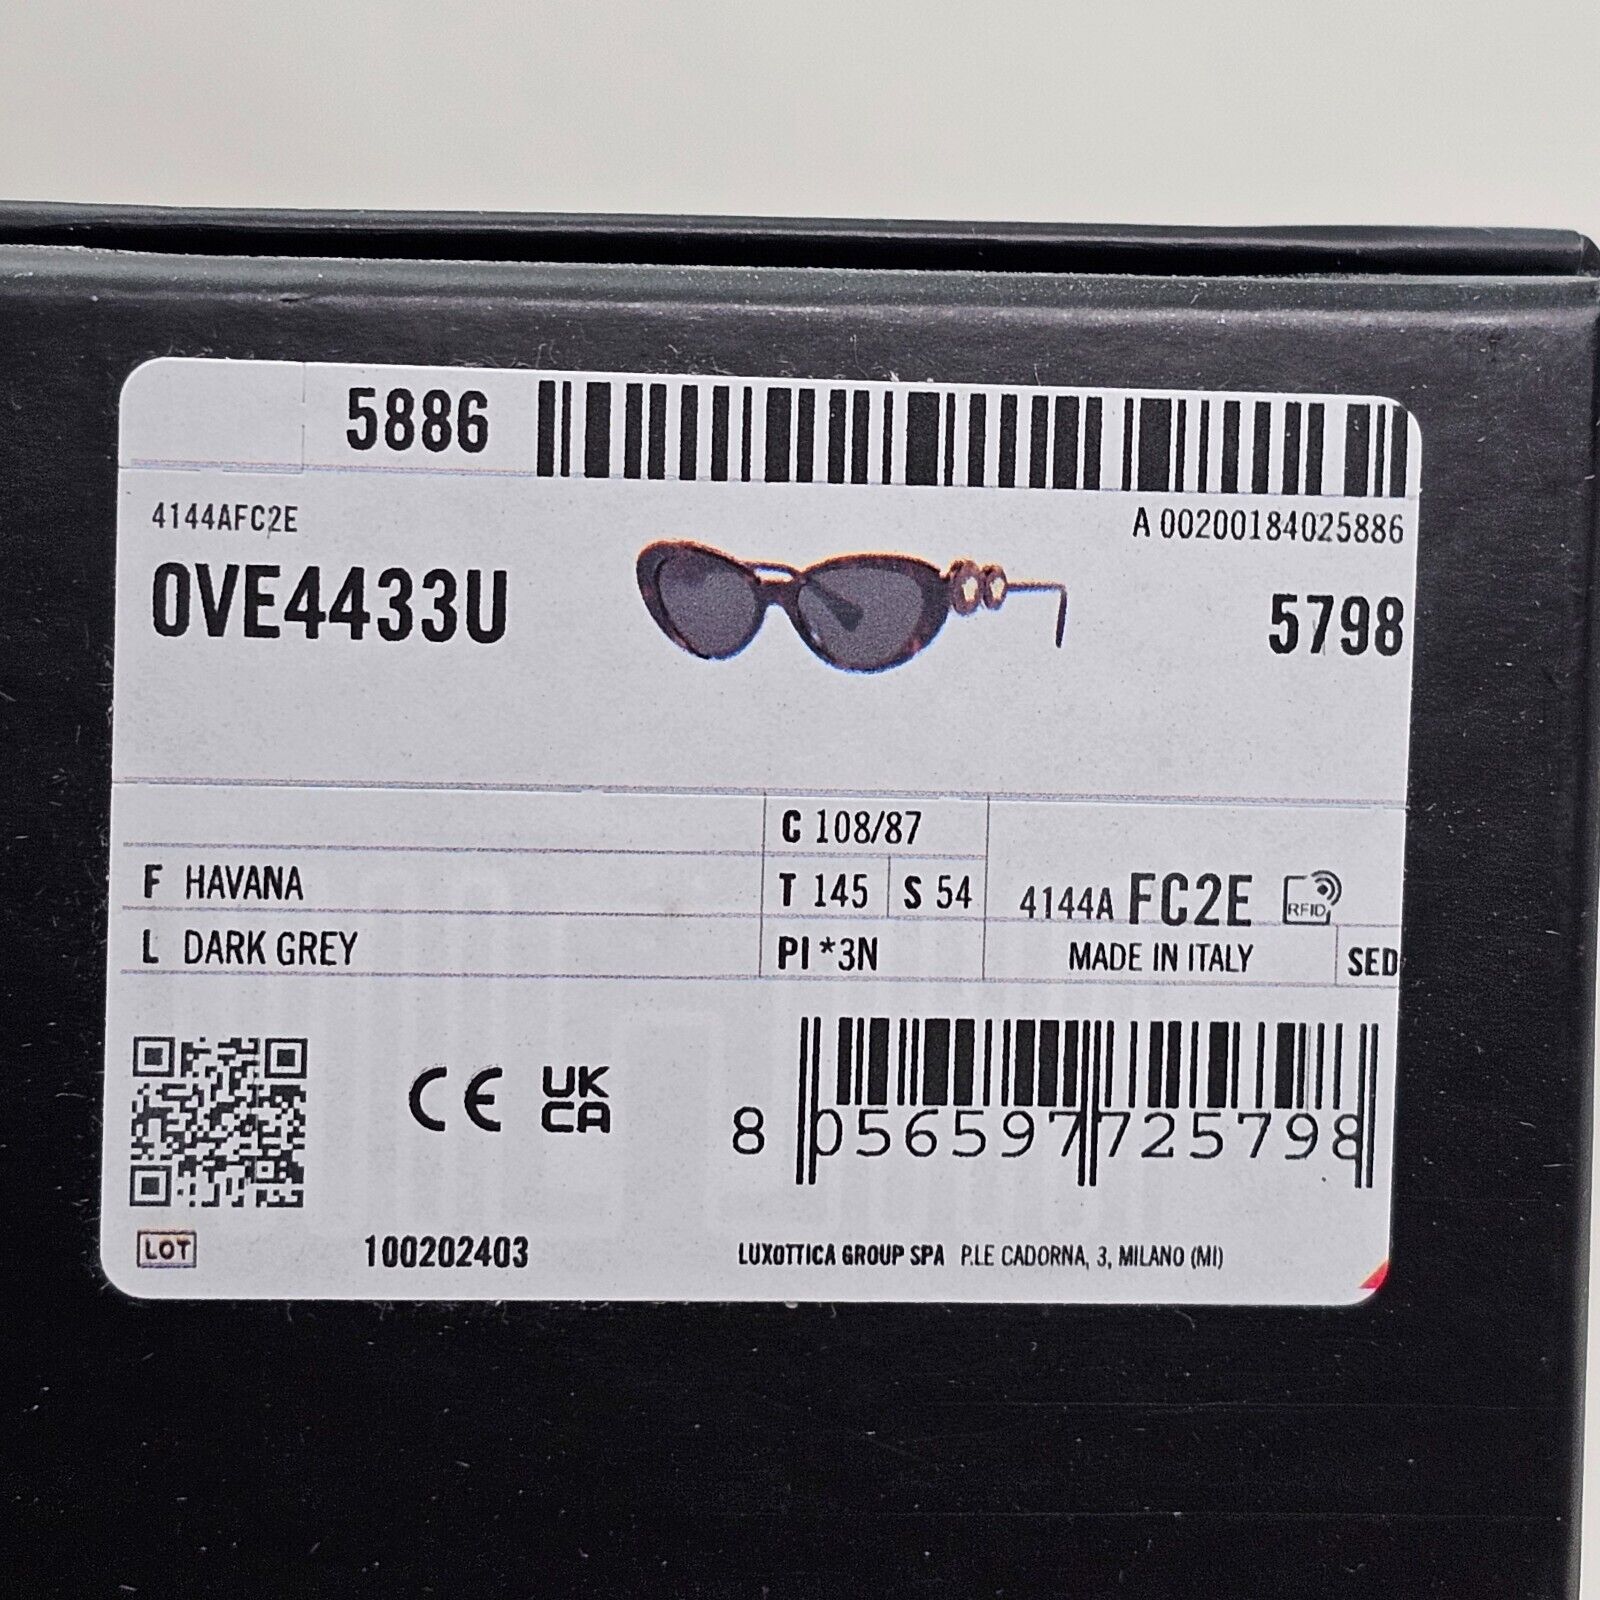 5886
4144AFC2E
A 00200184025886
0VE4433U
5798
C 108/87
F HAVANA
T 145 S 54
4144A FC2E RFID
L DARK GREY
PI *3N
MADE IN ITALY
SED
CE UK
CA
8 056597 725798
LOT
100202403
LUXOTTICA GROUP SPA P.LE CADORNA, 3, MILANO (MI)